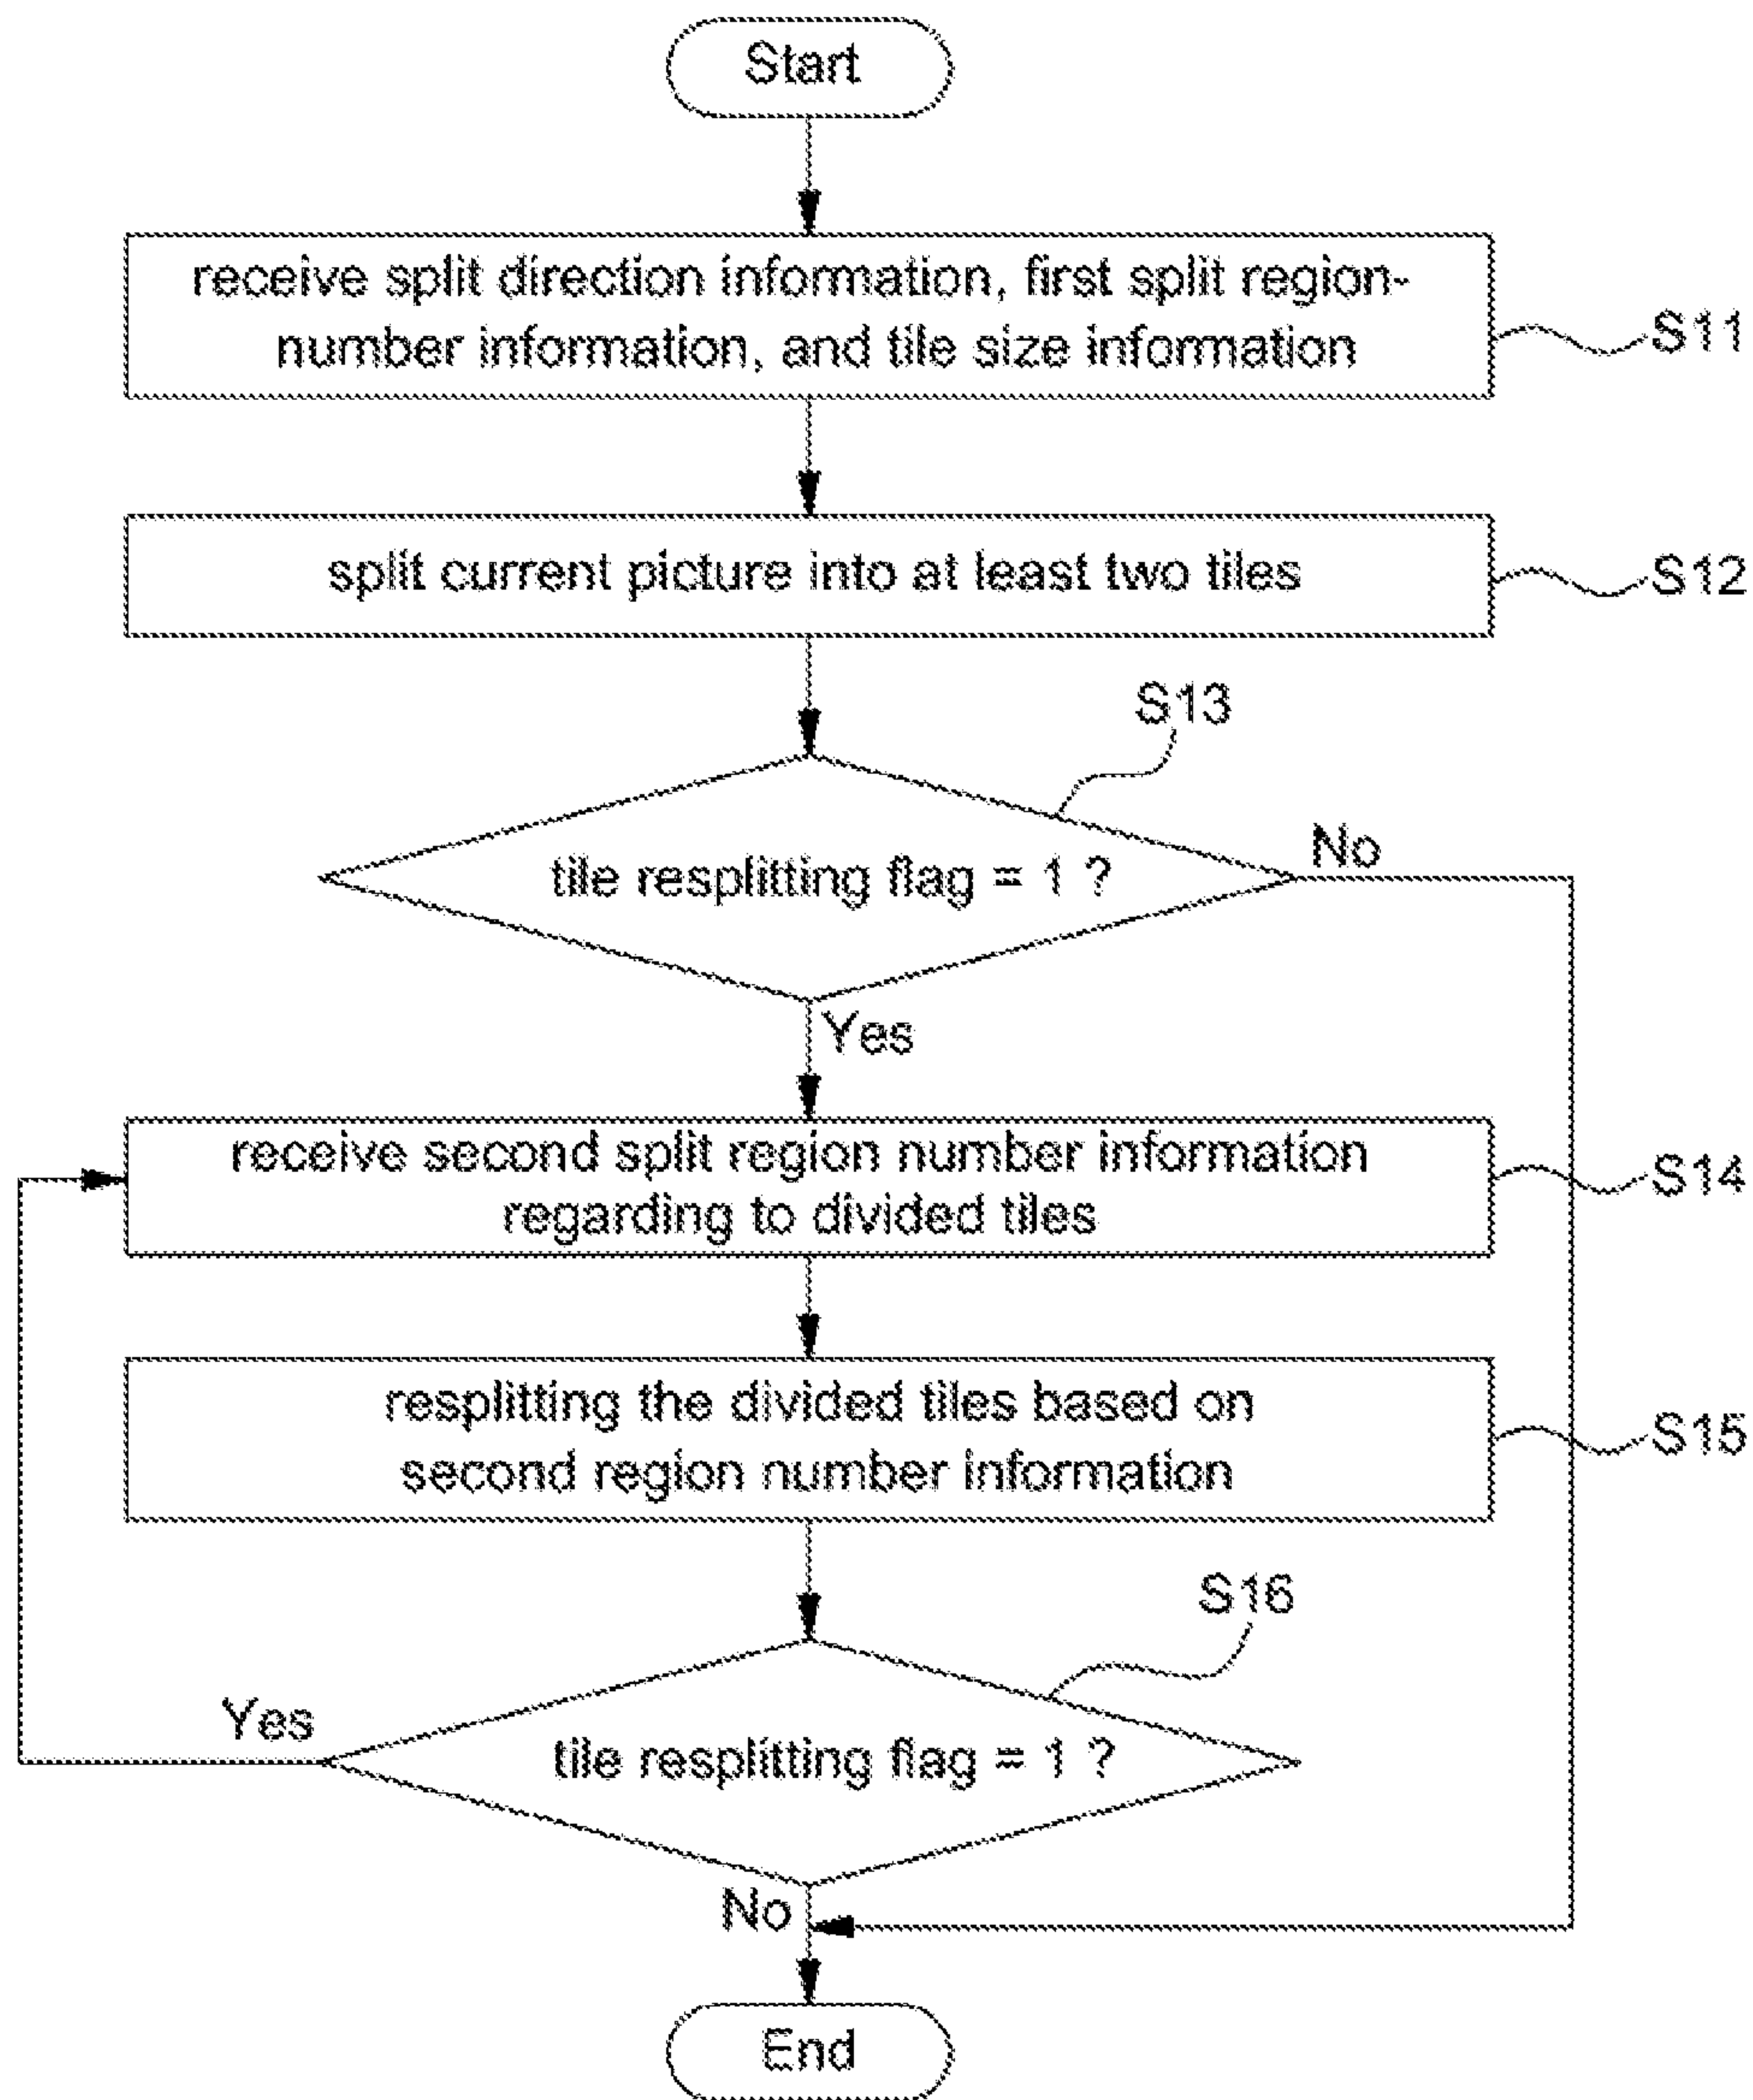 Start
receive split direction information, first split region-
number information, and tile size information
S11
split current picture into at least two tiles
S12
S13
tile resplitting flag = 1 ?
No
Yes
receive second split region number information
regarding to divided tiles
S14
resplitting the divided tiles based on
second region number information
S15
S16
Yes
tile resplitting flag = 1 ?
No
End